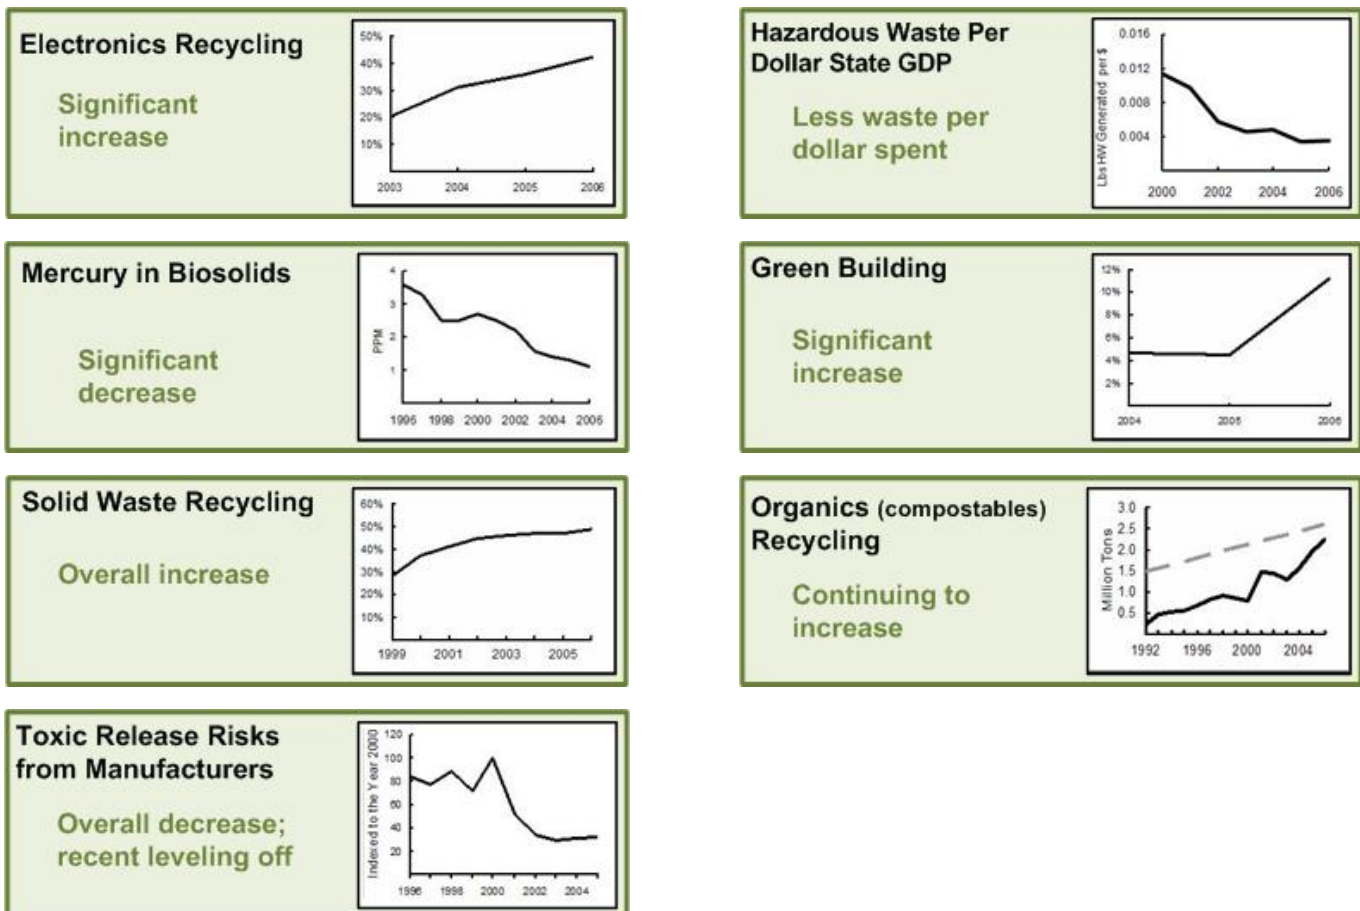 Electronics Recycling
Significant
increase
50%
40%
30%
20%
10%
2003 2004 2005 2006
Hazardous Waste Per
Dollar State GDP
Less waste per
dollar spent
Lbs HW Generated per $
0.016
0.012
0.008
0.004
2000 2002 2004 2006
Mercury in Biosolids
Significant
decrease
PPM
4
3
2
1
1996 1998 2000 2002 2004 2006
Green Building
Significant
increase
12%
10%
8%
6%
4%
2%
2004 2005 2006
Solid Waste Recycling
Overall increase
60%
50%
40%
30%
20%
10%
1999 2001 2003 2005
Organics (compostables)
Recycling
Continuing to
increase
Million Tons
3.0
2.5
2.0
1.5
1.0
0.5
1992 1996 2000 2004
Toxic Release Risks
from Manufacturers
Overall decrease;
recent leveling off
Indexed to the Year 2000
120
100
80
60
40
20
1996 1998 2000 2002 2004